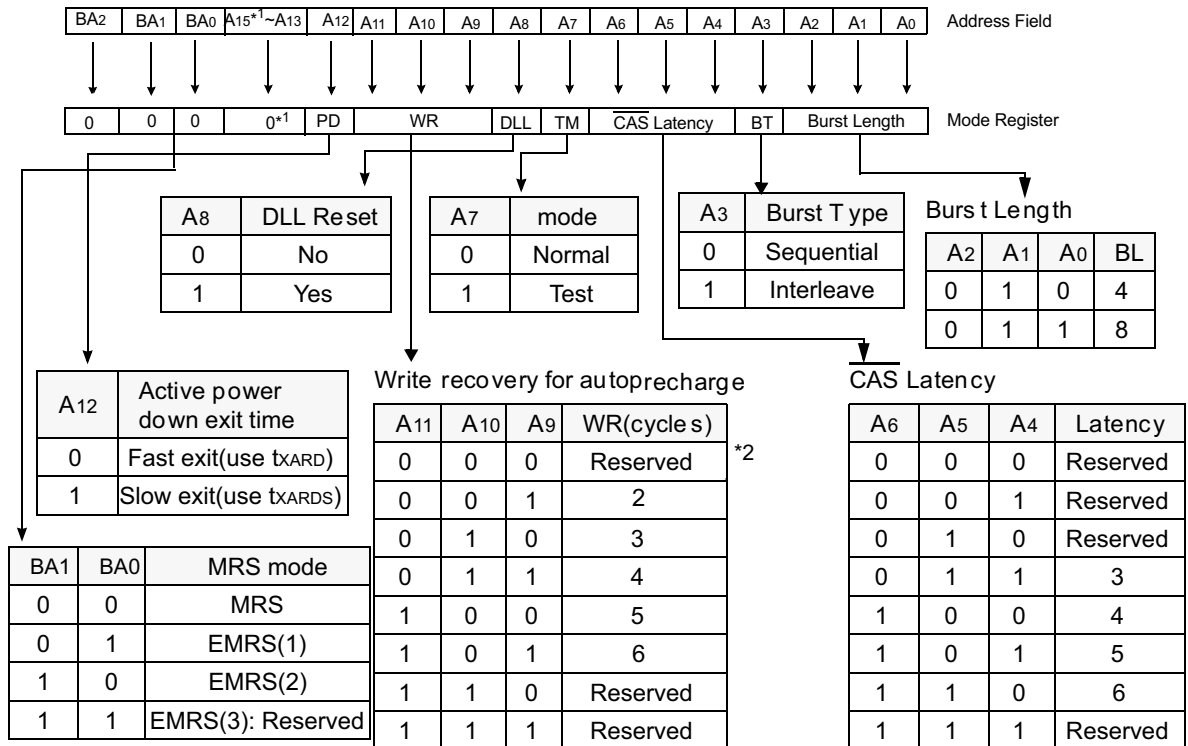 BA2 BA1 BA0 A15*1~A13 A12 A11 A10 A9 A8 A7 A6 A5 A4 A3 A2 A1 A0 Address Field
0 0 0 0*1 PD WR DLL TM CAS Latency BT Burst Length Mode Register
A8 DLL Reset
0 No
1 Yes
A7 mode
0 Normal
1 Test
A3 Burst Type
0 Sequential
1 Interleave
Burst Length
A2 A1 A0 BL
0 1 0 4
0 1 1 8
A12 Active power
down exit time
0 Fast exit(use tXARD)
1 Slow exit(use tXARDS)
BA1 BA0 MRS mode
0 0 MRS
0 1 EMRS(1)
1 0 EMRS(2)
1 1 EMRS(3): Reserved
Write recovery for autoprecharge
A11 A10 A9 WR(cycles)
*2
0 0 0 Reserved
0 0 1 2
0 1 0 3
0 1 1 4
1 0 0 5
1 0 1 6
1 1 0 Reserved
1 1 1 Reserved
CAS Latency
A6 A5 A4 Latency
0 0 0 Reserved
0 0 1 Reserved
0 1 0 Reserved
0 1 1 3
1 0 0 4
1 0 1 5
1 1 0 6
1 1 1 Reserved